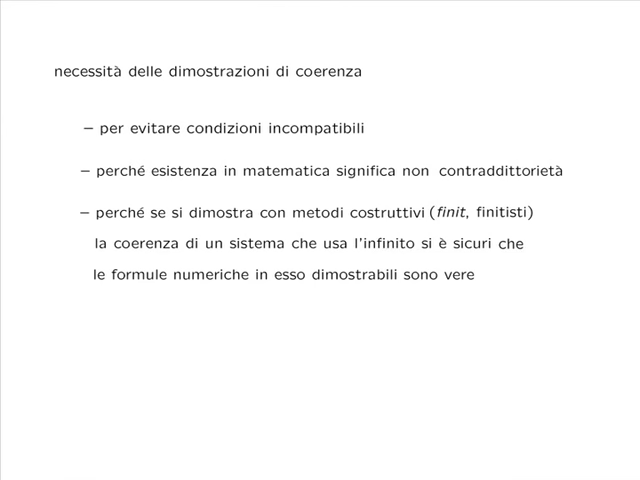 necessità delle dimostrazioni di coerenza
– per evitare condizioni incompatibili
– perché esistenza in matematica significa non contraddittorietà
– perché se si dimostra con metodi costruttivi (finit, finitisti)
la coerenza di un sistema che usa l'infinito si è sicuri che
le formule numeriche in esso dimostrabili sono vere